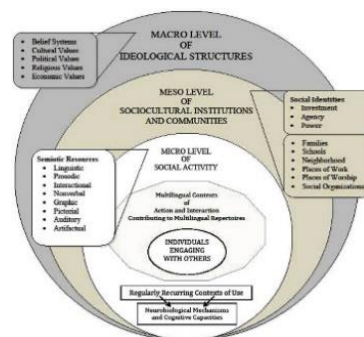 MACRO LEVEL
OF
IDEOLOGICAL STRUCTURES
• Belief Systems
• Cultural Values
• Political Values
• Religious Values
• Economic Values
MESO LEVEL
OF
SOCIOCULTURAL INSTITUTIONS
AND COMMUNITIES
Social Identities
• Investment
• Agency
• Power
• Families
• Schools
• Neighborhood
• Places of Work
• Places of Worship
• Social Organizations
MICRO LEVEL
OF
SOCIAL ACTIVITY
Semiotic Resources
• Linguistic
• Prosodic
• Interactional
• Nonverbal
• Graphic
• Pictorial
• Auditory
• Artifactual
Multilingual Contexts
of
Action and Interaction
Contributing to Multilingual Repertoires
INDIVIDUALS
ENGAGING
WITH OTHERS
Regularly Recurring Contexts of Use
Neurobiological Mechanisms
and Cognitive Capacities